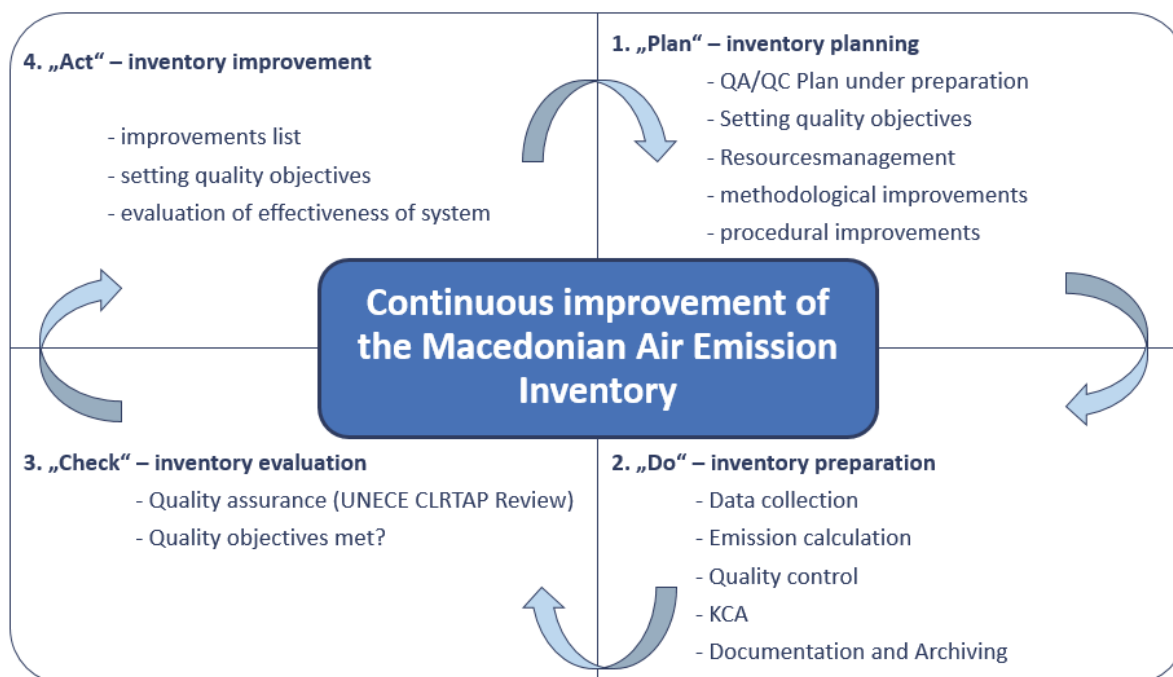 1. „Plan“ – inventory planning
- QA/QC Plan under preparation
- Setting quality objectives
- Resourcesmanagement
- methodological improvements
- procedural improvements
2. „Do“ – inventory preparation
- Data collection
- Emission calculation
- Quality control
- KCA
- Documentation and Archiving
3. „Check“ – inventory evaluation
- Quality assurance (UNECE CLRTAP Review)
- Quality objectives met?
4. „Act“ – inventory improvement
- improvements list
- setting quality objectives
- evaluation of effectiveness of system
Continuous improvement of
the Macedonian Air Emission
Inventory